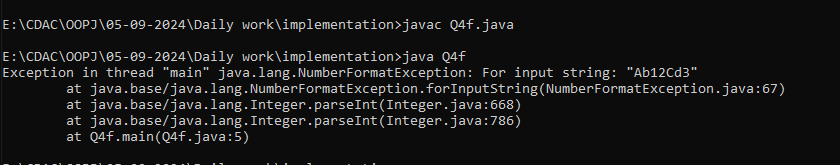 E:\CDAC\OOPJ\05-09-2024\Daily work\implementation>javac Q4f.java
E:\CDAC\OOPJ\05-09-2024\Daily work\implementation>java Q4f
Exception in thread "main" java.lang.NumberFormatException: For input string: "Ab12Cd3"
at java.base/java.lang.NumberFormatException.forInputString(NumberFormatException.java:67)
at java.base/java.lang.Integer.parseInt(Integer.java:668)
at java.base/java.lang.Integer.parseInt(Integer.java:786)
at Q4f.main(Q4f.java:5)